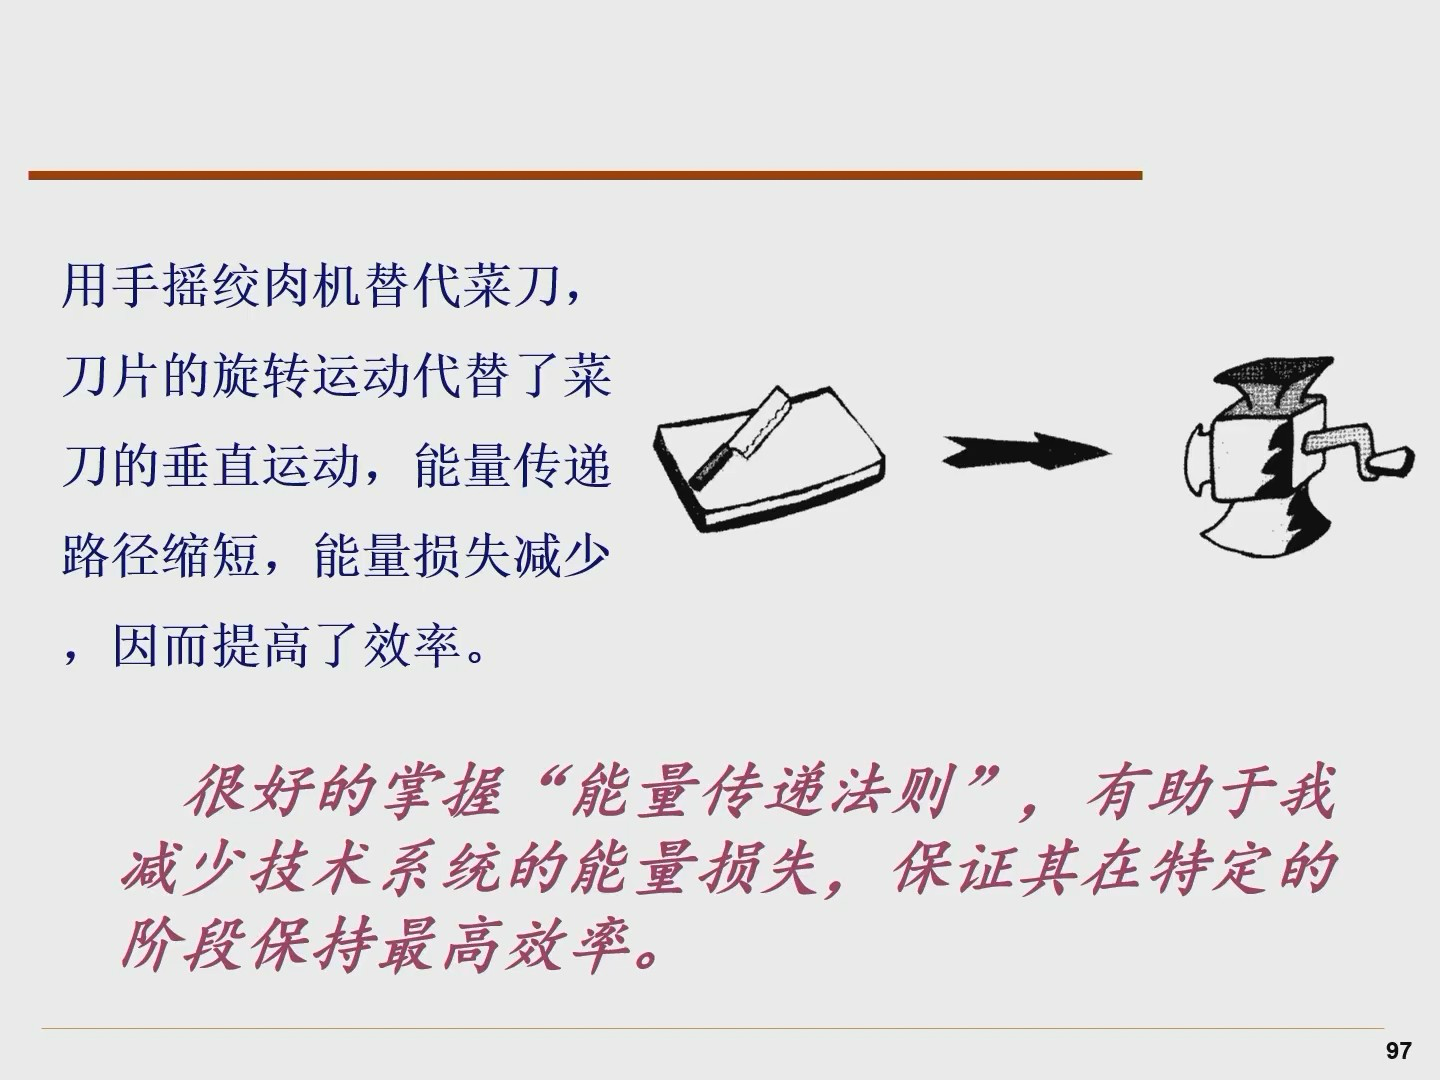 用手摇绞肉机替代菜刀，
刀片的旋转运动代替了菜
刀的垂直运动，能量传递
路径缩短，能量损失减少
，因而提高了效率。
很好的掌握“能量传递法则”，有助于我
减少技术系统的能量损失，保证其在特定的
阶段保持最高效率。
97